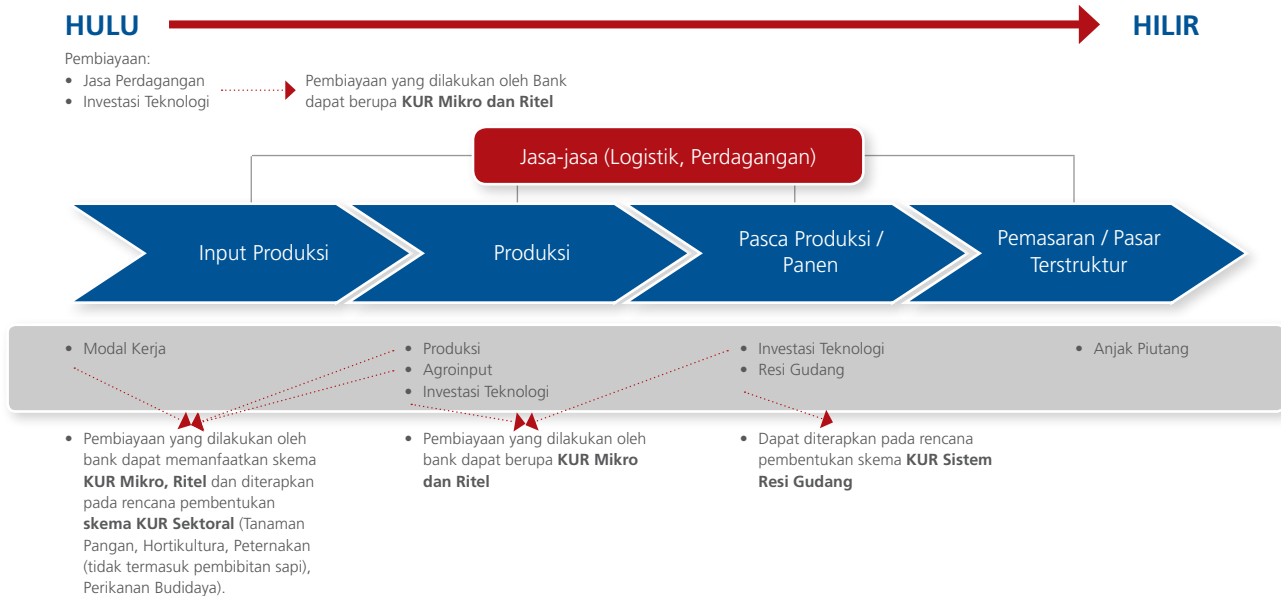 HULU
HILIR
Pembiayaan:
• Jasa Perdagangan
• Investasi Teknologi
Pembiayaan yang dilakukan oleh Bank
dapat berupa KUR Mikro dan Ritel
Jasa-jasa (Logistik, Perdagangan)
Input Produksi
Produksi
Pasca Produksi /
Panen
Pemasaran / Pasar
Terstruktur
• Modal Kerja
• Produksi
• Agroinput
• Investasi Teknologi
• Investasi Teknologi
• Resi Gudang
• Anjak Piutang
• Pembiayaan yang dilakukan oleh
bank dapat memanfaatkan skema
KUR Mikro, Ritel dan diterapkan
pada rencana pembentukan
skema KUR Sektoral (Tanaman
Pangan, Hortikultura, Peternakan
(tidak termasuk pembibitan sapi),
Perikanan Budidaya).
• Pembiayaan yang dilakukan oleh
bank dapat berupa KUR Mikro
dan Ritel
• Dapat diterapkan pada rencana
pembentukan skema KUR Sistem
Resi Gudang